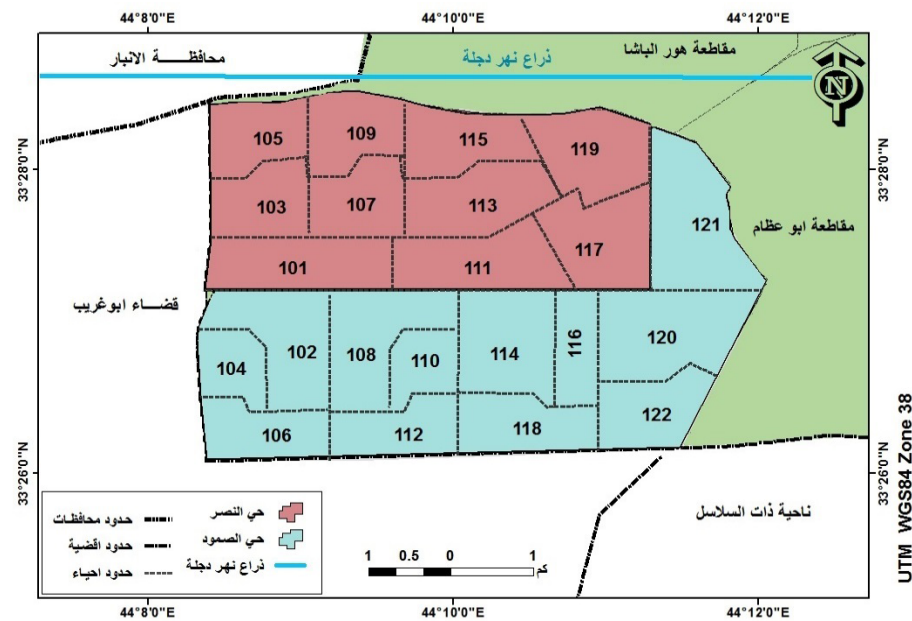 44°8'0"E 44°10'0"E 44°12'0"E
محافظـــة الانبار
ذراع نهر دجلة
مقاطعة هور الباشا
N
33°28'0"N
33°28'0"N
105 109 115 119
103 107 113
121
مقاطعة ابو عظام
101 111 117
قضــاء ابوغريب
104 102 108 110 114 116 120
106 112 118 122
33°26'0"N
33°26'0"N
ناحية ذات السلاسل
حي النصر
حي الصمود
ذراع نهر دجلة
حدود محافظات
حدود اقضية
حدود احياء
1 0.5 0 1
كم
UTM WGS84 Zone 38
44°8'0"E 44°10'0"E 44°12'0"E